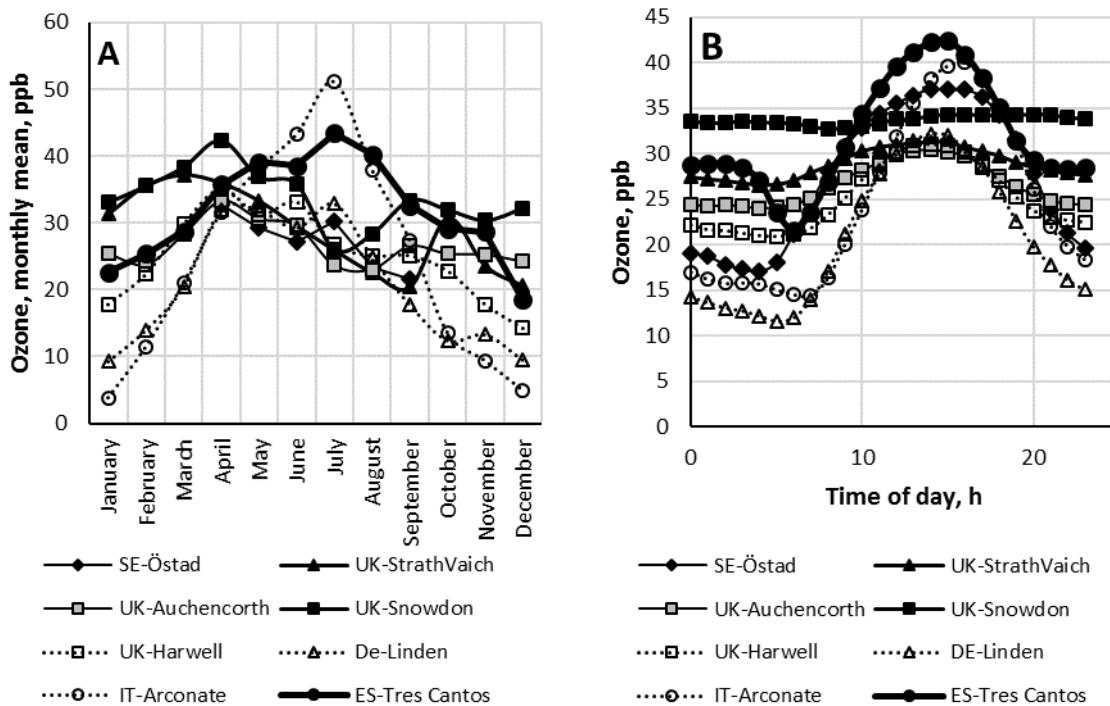 A
Ozone, monthly mean, ppb
60
50
40
30
20
10
0
January
February
March
April
May
June
July
August
September
October
November
December
SE-Östad
UK-StrathVaich
UK-Auchencorth
UK-Snowdon
UK-Harwell
De-Linden
IT-Arconate
ES-Tres Cantos
B
Ozone, ppb
45
40
35
30
25
20
15
10
5
0
0
10
20
Time of day, h
SE-Östad
UK-StrathVaich
UK-Auchencorth
UK-Snowdon
UK-Harwell
DE-Linden
IT-Arconate
ES-Tres Cantos